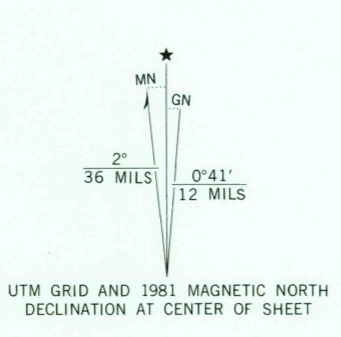 MN
GN
2°
36 MILS
0°41′
12 MILS
UTM GRID AND 1981 MAGNETIC NORTH
DECLINATION AT CENTER OF SHEET